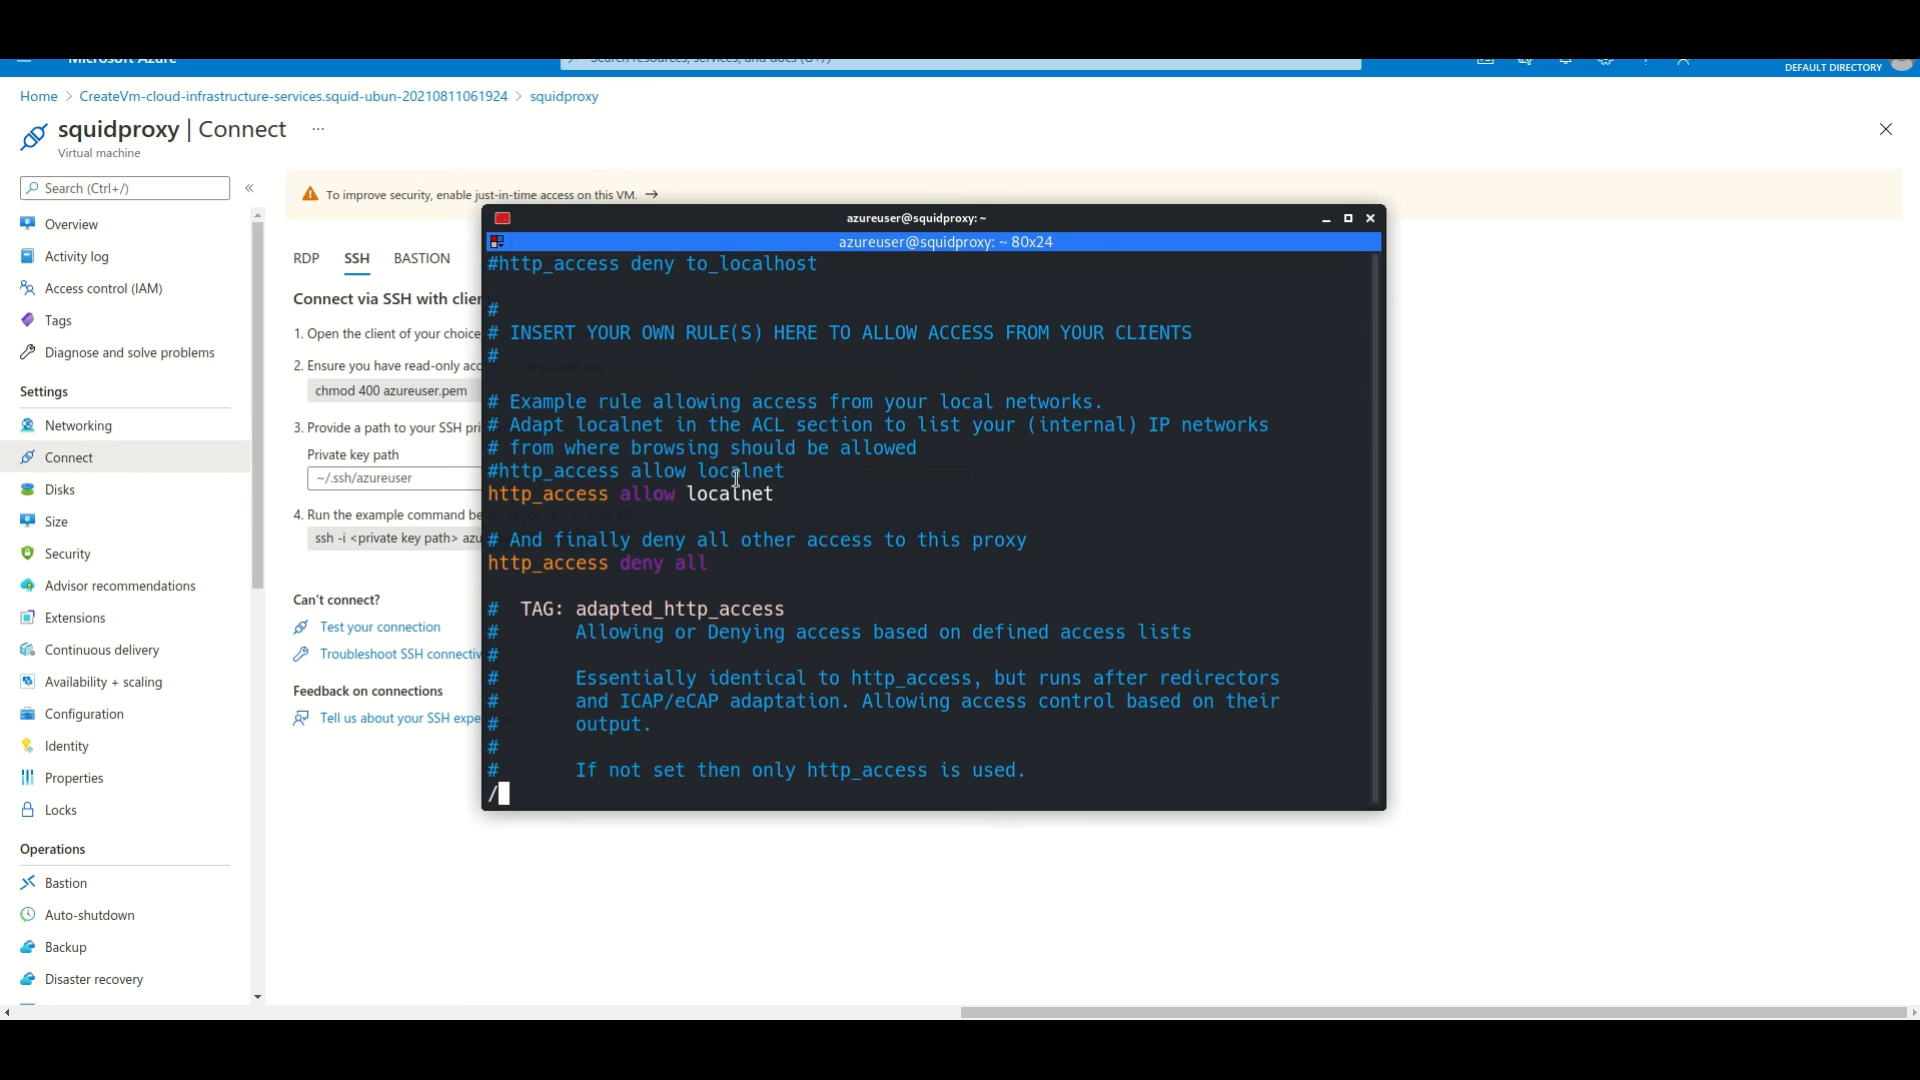 Microsoft Azure
Search resources, services, and docs (G+/)
DEFAULT DIRECTORY
Home > CreateVm-cloud-infrastructure-services.squid-ubun-20210811061924 > squidproxy
squidproxy | Connect ...
Virtual machine
Search (Ctrl+/)
«
Overview
Activity log
Access control (IAM)
Tags
Diagnose and solve problems
Settings
Networking
Connect
Disks
Size
Security
Advisor recommendations
Extensions
Continuous delivery
Availability + scaling
Configuration
Identity
Properties
Locks
Operations
Bastion
Auto-shutdown
Backup
Disaster recovery
To improve security, enable just-in-time access on this VM. →
RDP SSH BASTION
Connect via SSH with clie
1. Open the client of your choice
2. Ensure you have read-only acc
chmod 400 azureuser.pem
3. Provide a path to your SSH pri
Private key path
~/.ssh/azureuser
4. Run the example command be
ssh -i <private key path> azu
Can't connect?
Test your connection
Troubleshoot SSH connectiv
Feedback on connections
Tell us about your SSH expe
azureuser@squidproxy: ~
azureuser@squidproxy: ~ 80x24
#http_access deny to_localhost
#
# INSERT YOUR OWN RULE(S) HERE TO ALLOW ACCESS FROM YOUR CLIENTS
#
# Example rule allowing access from your local networks.
# Adapt localnet in the ACL section to list your (internal) IP networks
# from where browsing should be allowed
#http_access allow localnet
http_access allow localnet
# And finally deny all other access to this proxy
http_access deny all
# TAG: adapted_http_access
# Allowing or Denying access based on defined access lists
#
# Essentially identical to http_access, but runs after redirectors
# and ICAP/eCAP adaptation. Allowing access control based on their
# output.
#
# If not set then only http_access is used.
/